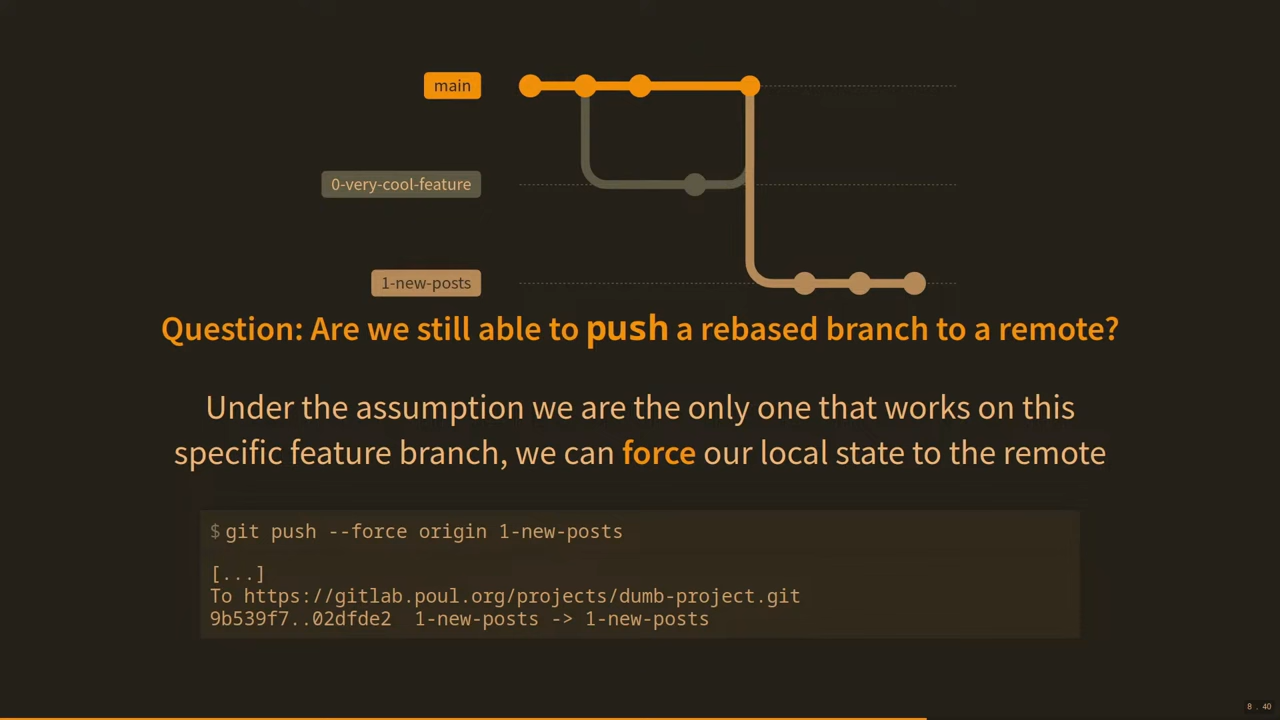 main
0-very-cool-feature
1-new-posts
Question: Are we still able to push a rebased branch to a remote?
Under the assumption we are the only one that works on this
specific feature branch, we can force our local state to the remote
$ git push --force origin 1-new-posts
[...]
To https://gitlab.poul.org/projects/dumb-project.git
9b539f7..02dfde2  1-new-posts -> 1-new-posts
8 . 40